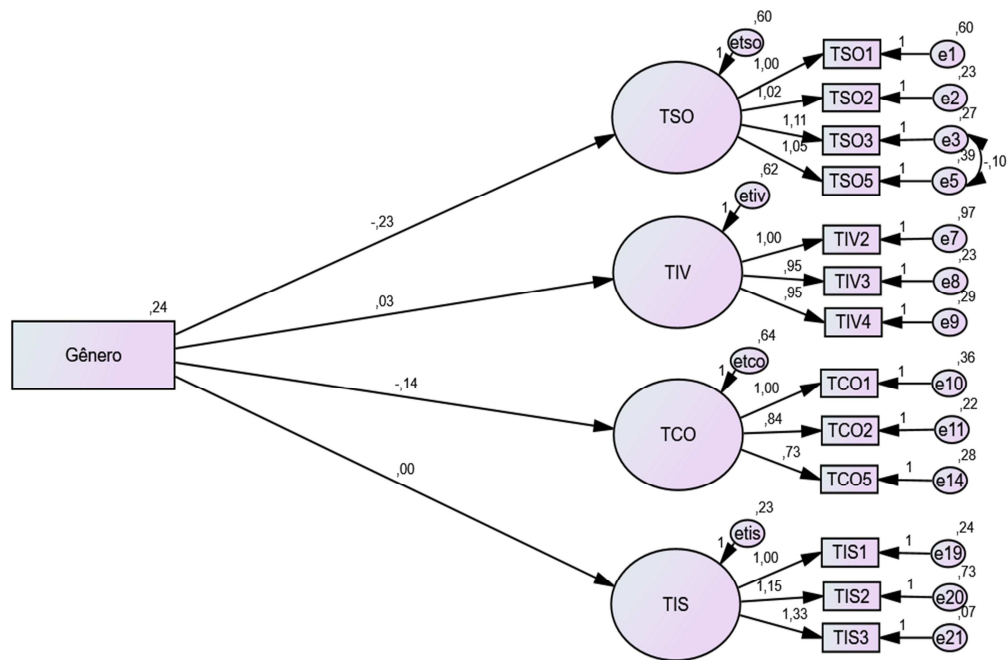 ,60
etso
1
1,00
TSO1
1
,60
e1
1,02
TSO2
1
,23
e2
TSO
1,11
TSO3
1
,27
e3
1,05
TSO5
1
,39
e5
-,10
,62
etiv
1
1,00
TIV2
1
,97
e7
TIV
,95
TIV3
1
,23
e8
,95
TIV4
1
,29
e9
-,23
,03
,24
Gênero
-,14
,00
,64
etco
1
1,00
TCO1
1
,36
e10
TCO
,84
TCO2
1
,22
e11
,73
TCO5
1
,28
e14
,23
etis
1
1,00
TIS1
1
,24
e19
TIS
1,15
TIS2
1
,73
e20
1,33
TIS3
1
,07
e21